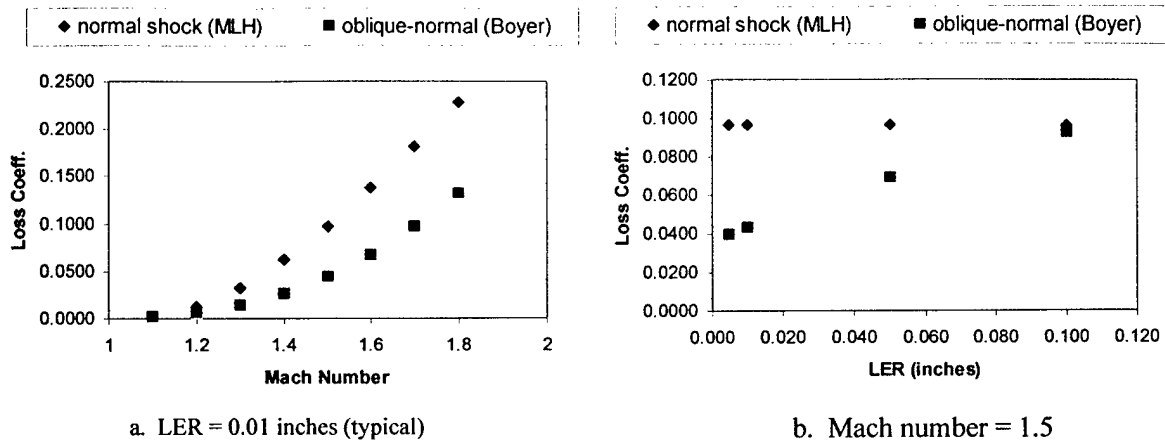 normal shock (MLH) oblique-normal (Boyer)
0.2500
0.2000
0.1500
0.1000
0.0500
0.0000
Loss Coeff.
1 1.2 1.4 1.6 1.8 2
Mach Number
a. LER = 0.01 inches (typical)
normal shock (MLH) oblique-normal (Boyer)
0.1200
0.1000
0.0800
0.0600
0.0400
0.0200
0.0000
Loss Coeff.
0.000 0.020 0.040 0.060 0.080 0.100 0.120
LER (inches)
b. Mach number = 1.5